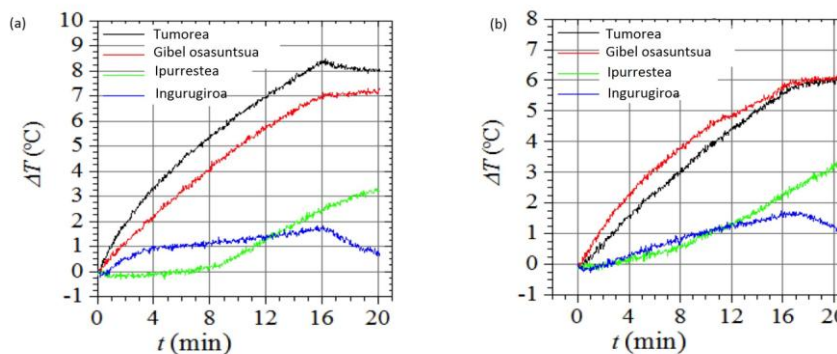 (a)
Tumorea
Gibel osasuntsua
Ipurrestea
Ingurugiroa
10
9
8
7
6
5
4
3
2
1
0
-1
ΔT (°C)
0 4 8 12 16 20
t (min)
(b)
Tumorea
Gibel osasuntsua
Ipurrestea
Ingurugiroa
8
7
6
5
4
3
2
1
0
-1
ΔT (°C)
0 4 8 12 16 20
t (min)